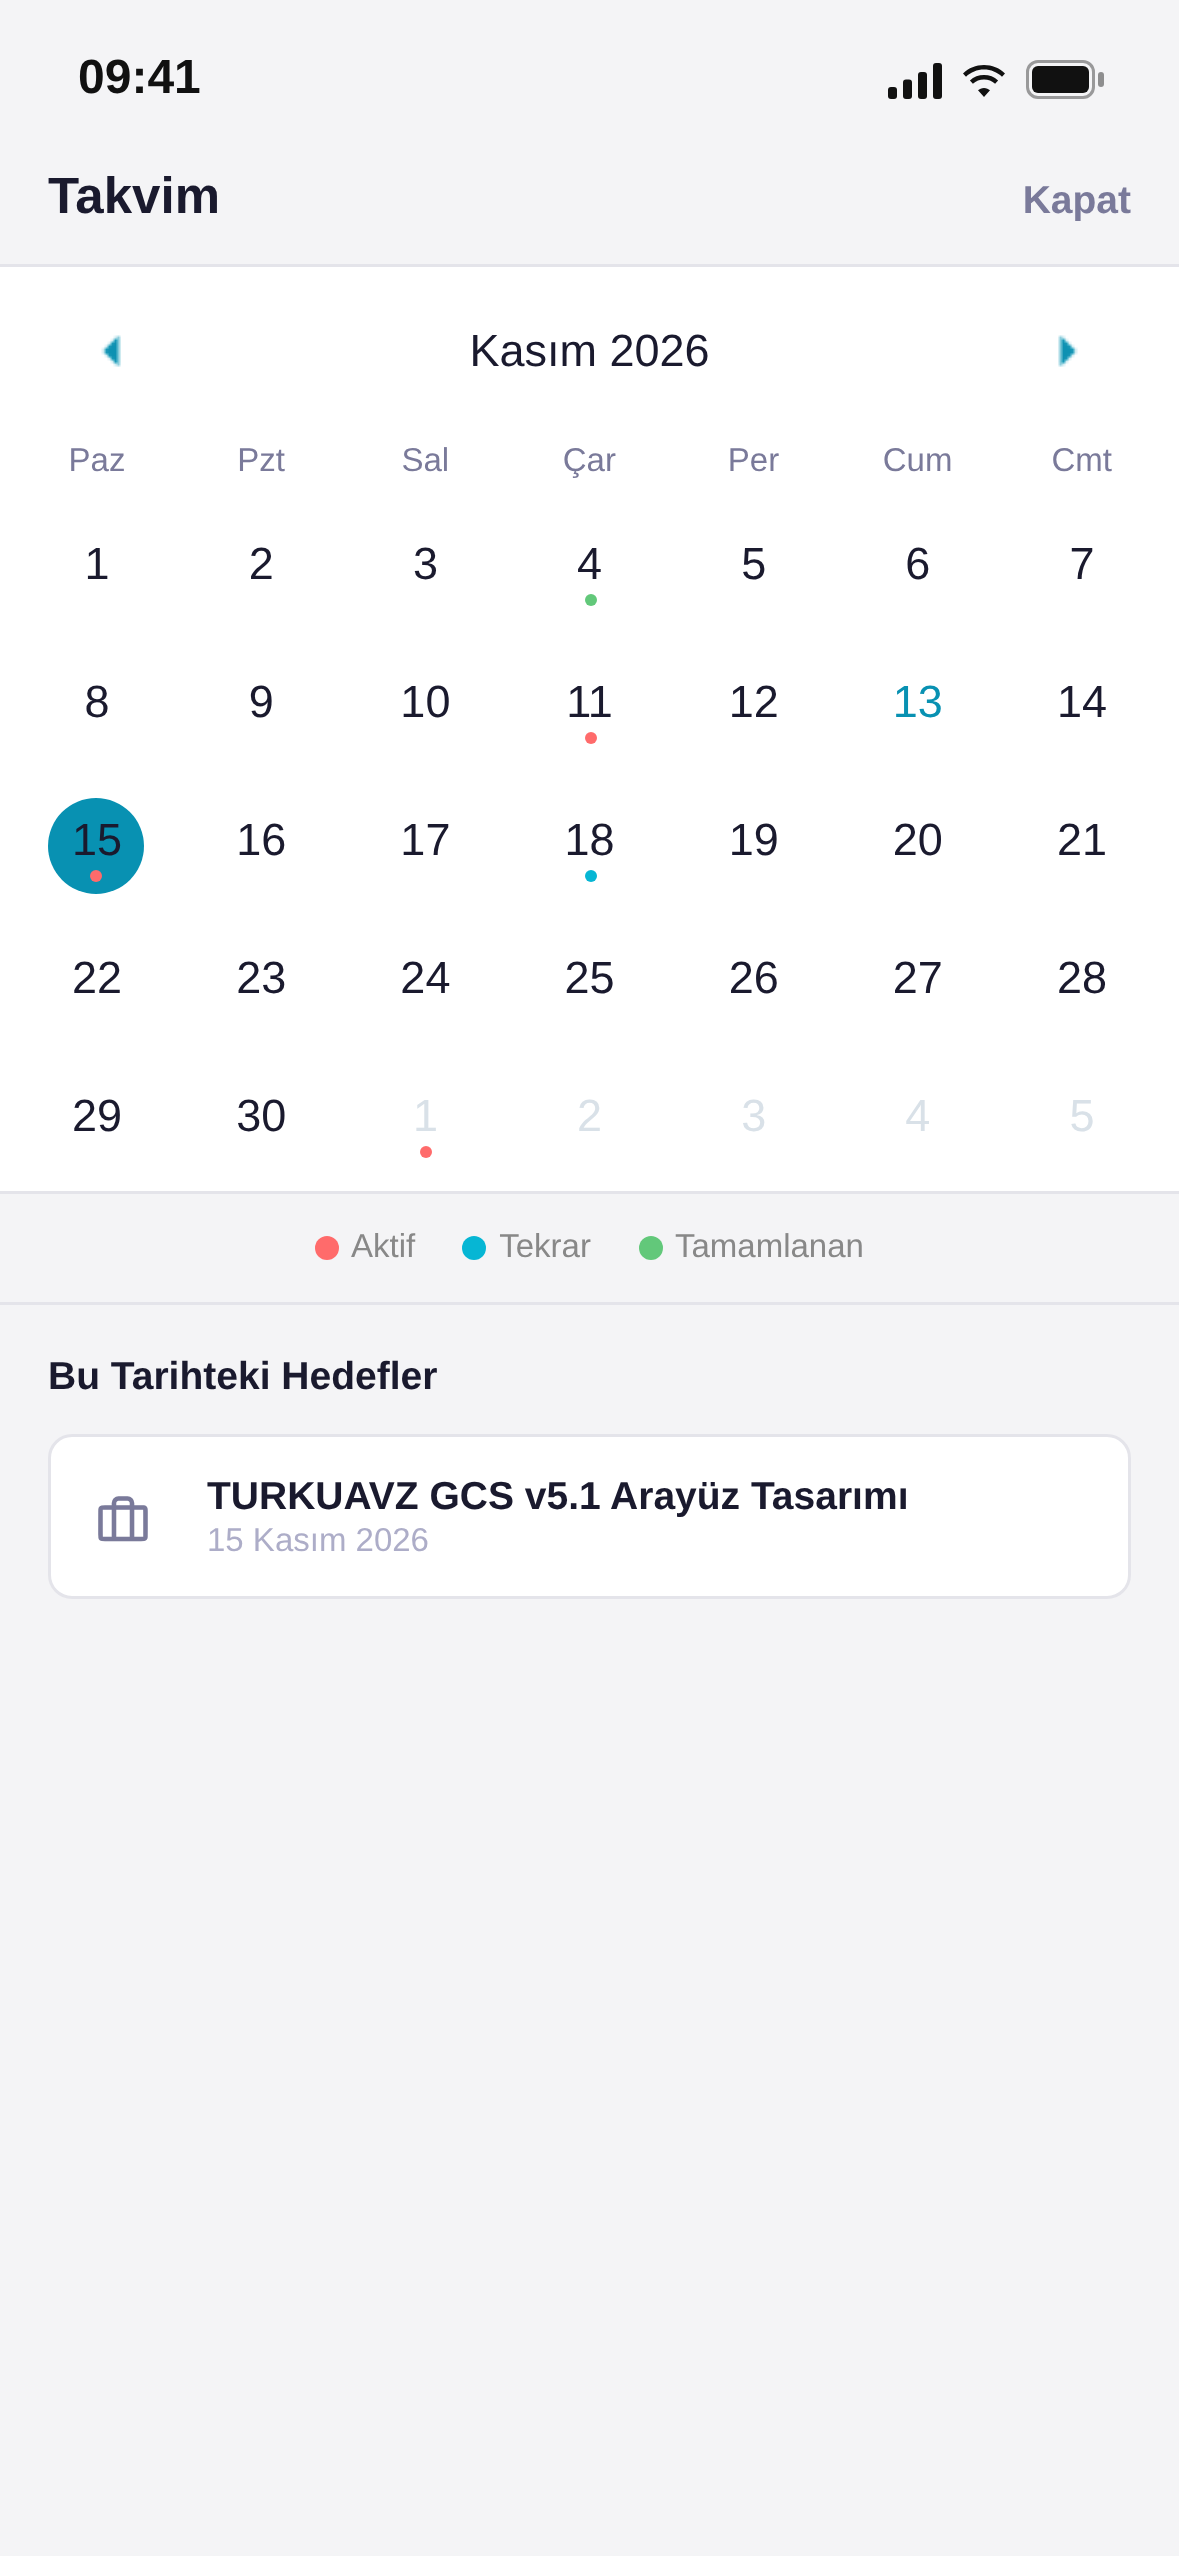 09:41
Takvim
Kapat
Kasım 2026
Paz Pzt Sal Çar Per Cum Cmt
1 2 3 4 5 6 7
8 9 10 11 12 13 14
15 16 17 18 19 20 21
22 23 24 25 26 27 28
29 30 1 2 3 4 5
Aktif Tekrar Tamamlanan
Bu Tarihteki Hedefler
TURKUAVZ GCS v5.1 Arayüz Tasarımı
15 Kasım 2026